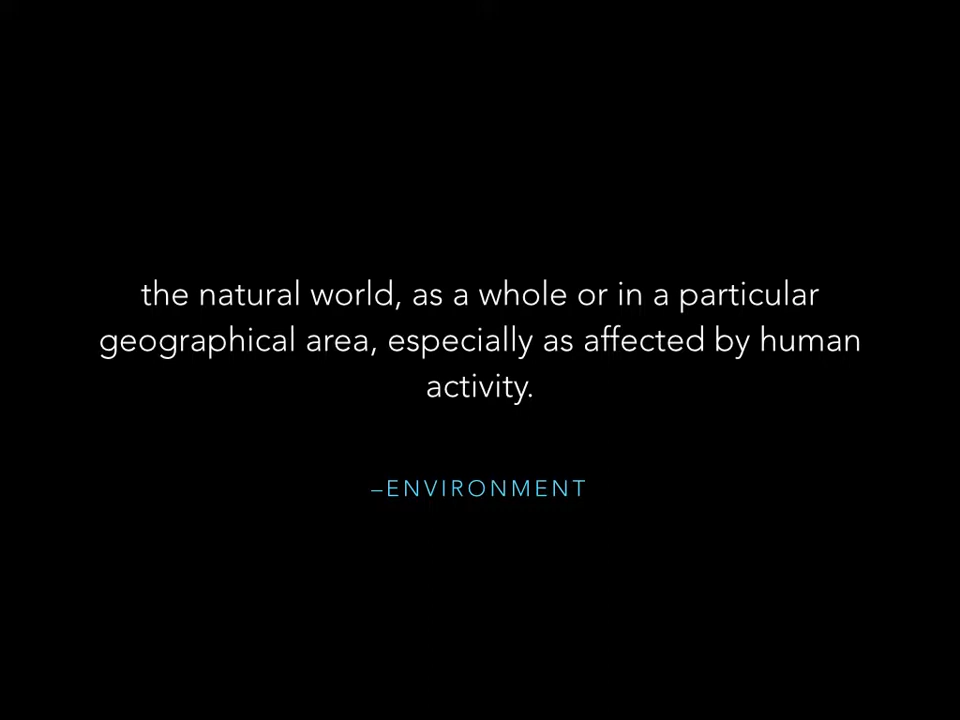 the natural world, as a whole or in a particular
geographical area, especially as affected by human
activity.
–ENVIRONMENT